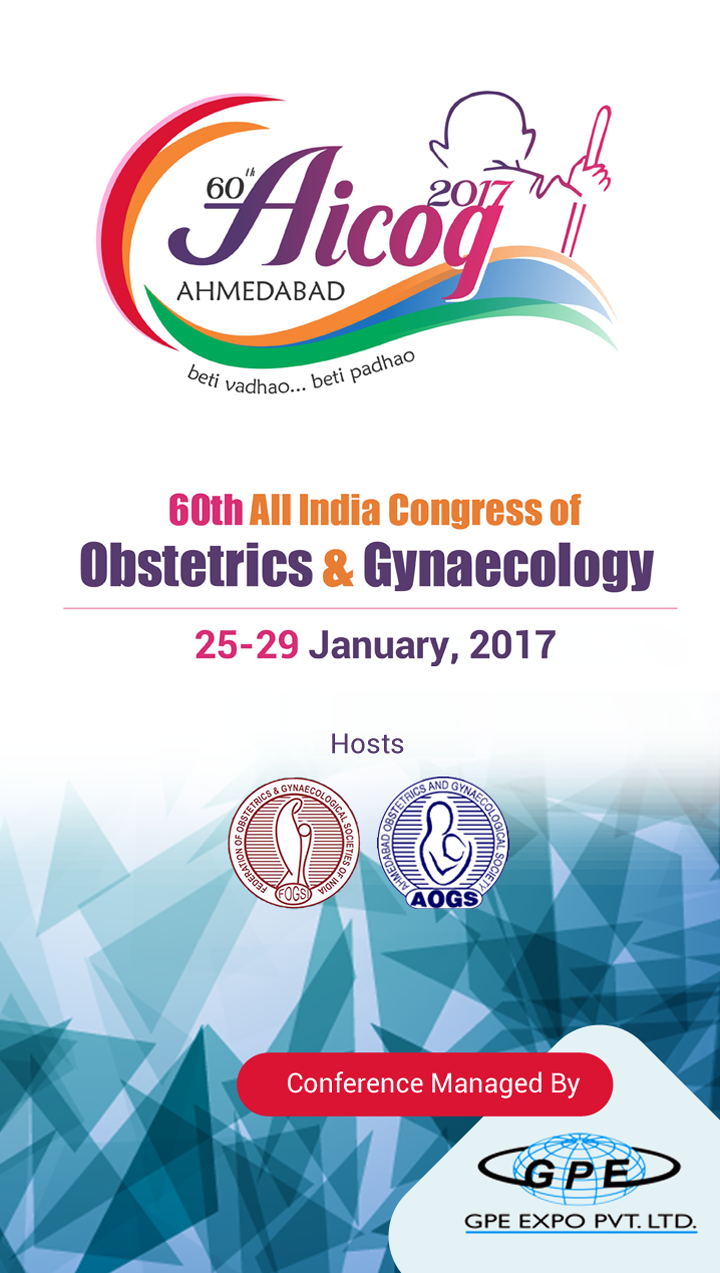 60th Aicog 2017
AHMEDABAD
beti vadhao... beti padhao
60th All India Congress of
Obstetrics & Gynaecology
25-29 January, 2017
Hosts
FEDERATION OF OBSTETRICS & GYNAECOLOGICAL SOCIETIES OF INDIA
FOGS
AHMEDABAD OBSTETRICS AND GYNAECOLOGICAL SOCIETY
AOGS
Conference Managed By
GPE
GPE EXPO PVT. LTD.